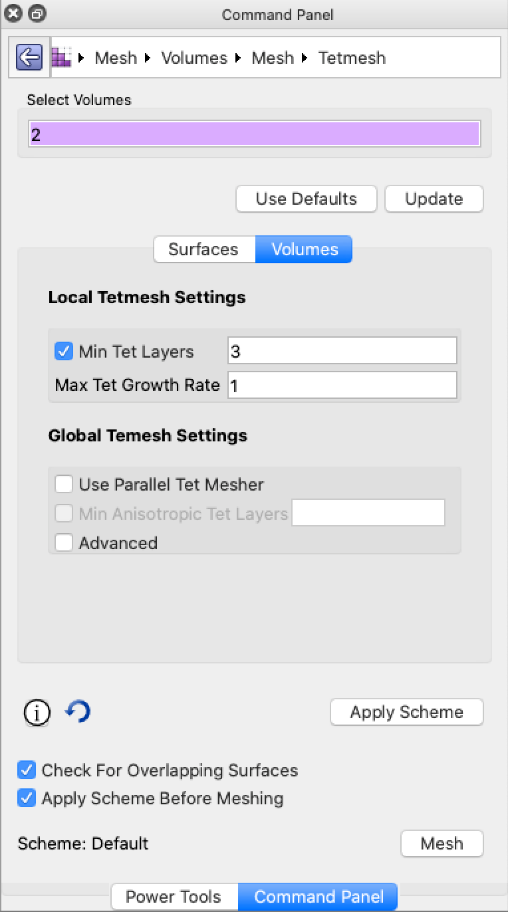 Command Panel
Mesh Volumes Mesh Tetmesh
Select Volumes
2
Use Defaults Update
Surfaces Volumes
Local Tetmesh Settings
Min Tet Layers 3
Max Tet Growth Rate 1
Global Temesh Settings
Use Parallel Tet Mesher
Min Anisotropic Tet Layers
Advanced
Apply Scheme
Check For Overlapping Surfaces
Apply Scheme Before Meshing
Scheme: Default Mesh
Power Tools Command Panel